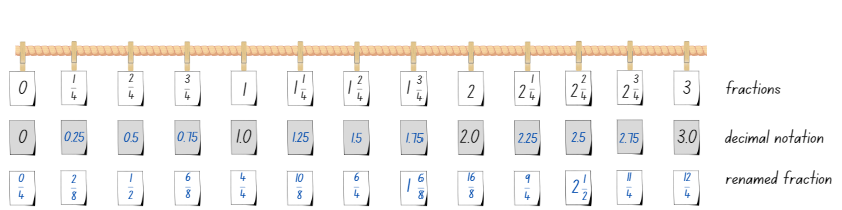 0 1/4 2/4 3/4 1 1 1/4 1 2/4 1 3/4 2 2 1/4 2 2/4 2 3/4 3 fractions
0 0.25 0.5 0.75 1.0 1.25 1.5 1.75 2.0 2.25 2.5 2.75 3.0 decimal notation
0/4 2/8 1/2 6/8 4/4 10/8 6/4 1 6/8 16/8 9/4 2 1/2 11/4 12/4 renamed fraction